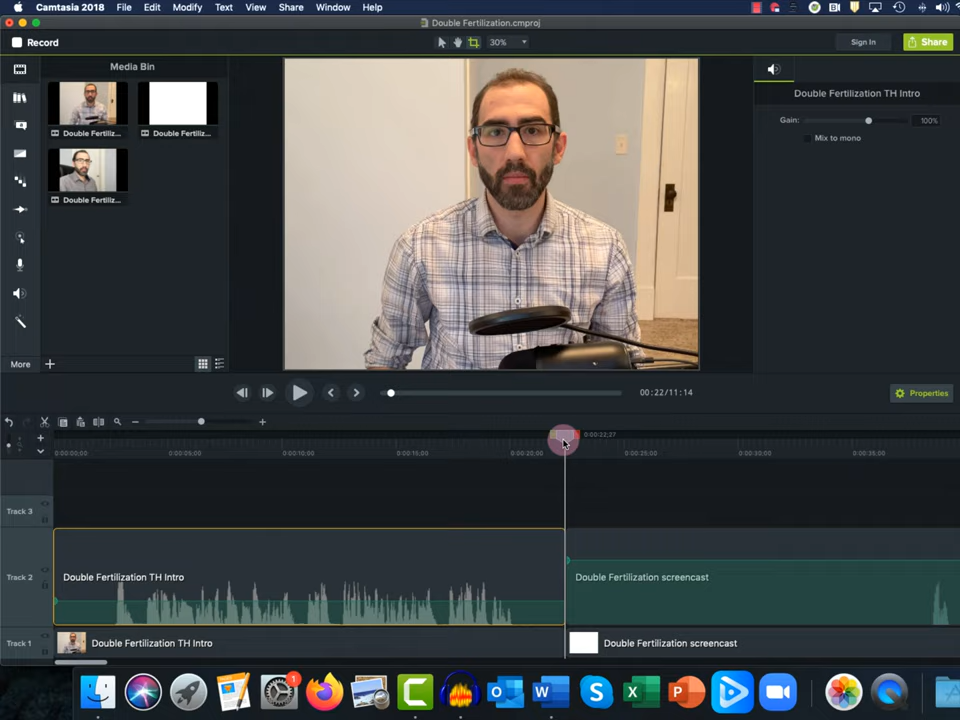 Camtasia 2018 File Edit Modify Text View Share Window Help
Double Fertilization.cmproj
Record
30%
Sign In
Share
Media Bin
Double Fertiliz...
Double Fertiliz...
Double Fertiliz...
Double Fertilization TH Intro
Gain:
100%
Mix to mono
More
00:22/11:14
Properties
0:00:22;27
0:00:00;00
0:00:05;00
0:00:10;00
0:00:15;00
0:00:20;00
0:00:25;00
0:00:30;00
0:00:35;00
Track 3
Track 2
Double Fertilization TH Intro
Double Fertilization screencast
Track 1
Double Fertilization TH Intro
Double Fertilization screencast
1